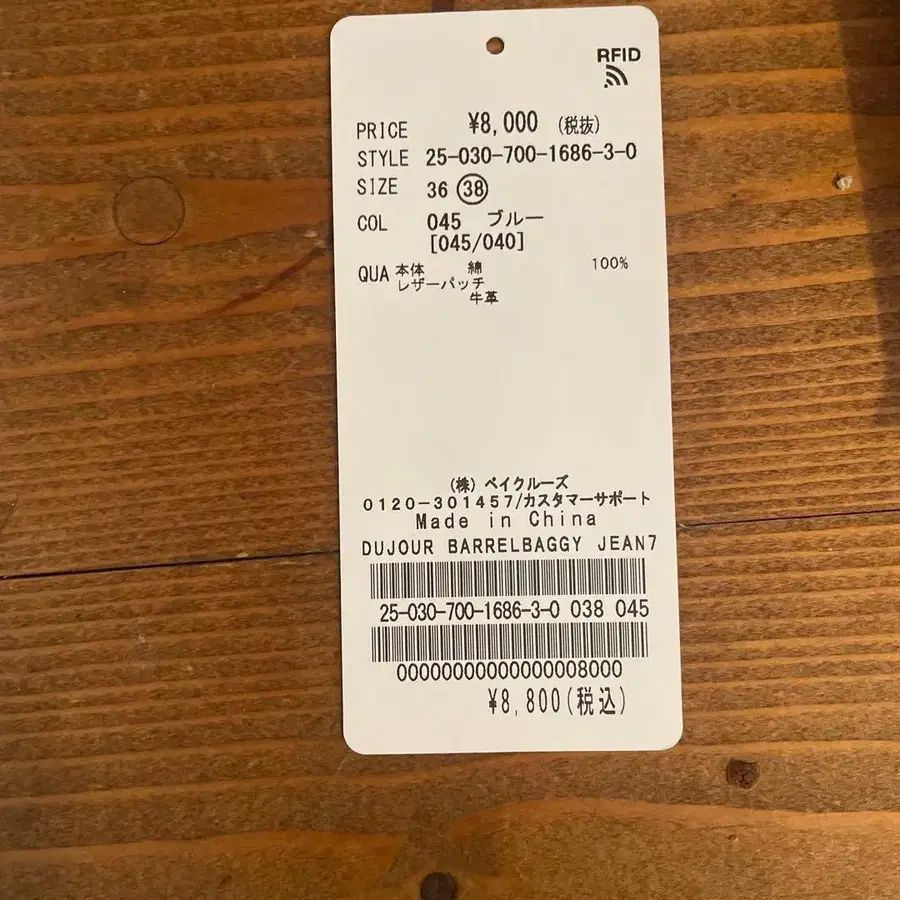 RFID
PRICE ¥8,000 (税抜)
STYLE 25-030-700-1686-3-0
SIZE 36 38
COL 045 ブルー
[045/040]
QUA 本体 綿 100%
レザーパッチ
牛革
(株) ベイクルーズ
0120-301457/カスタマーサポート
Made in China
DUJOUR BARRELBAGGY JEAN7
25-030-700-1686-3-0 038 045
00000000000000008000
¥8,800(税込)